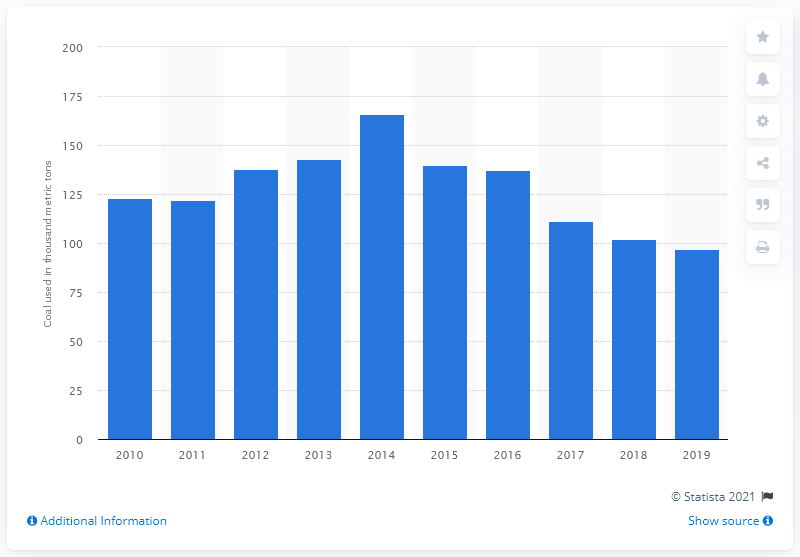 200
175
150
125
100
75
50
25
0
Coal used in thousand metric tons
2010 2011 2012 2013 2014 2015 2016 2017 2018 2019
© Statista 2021
Additional Information
Show source